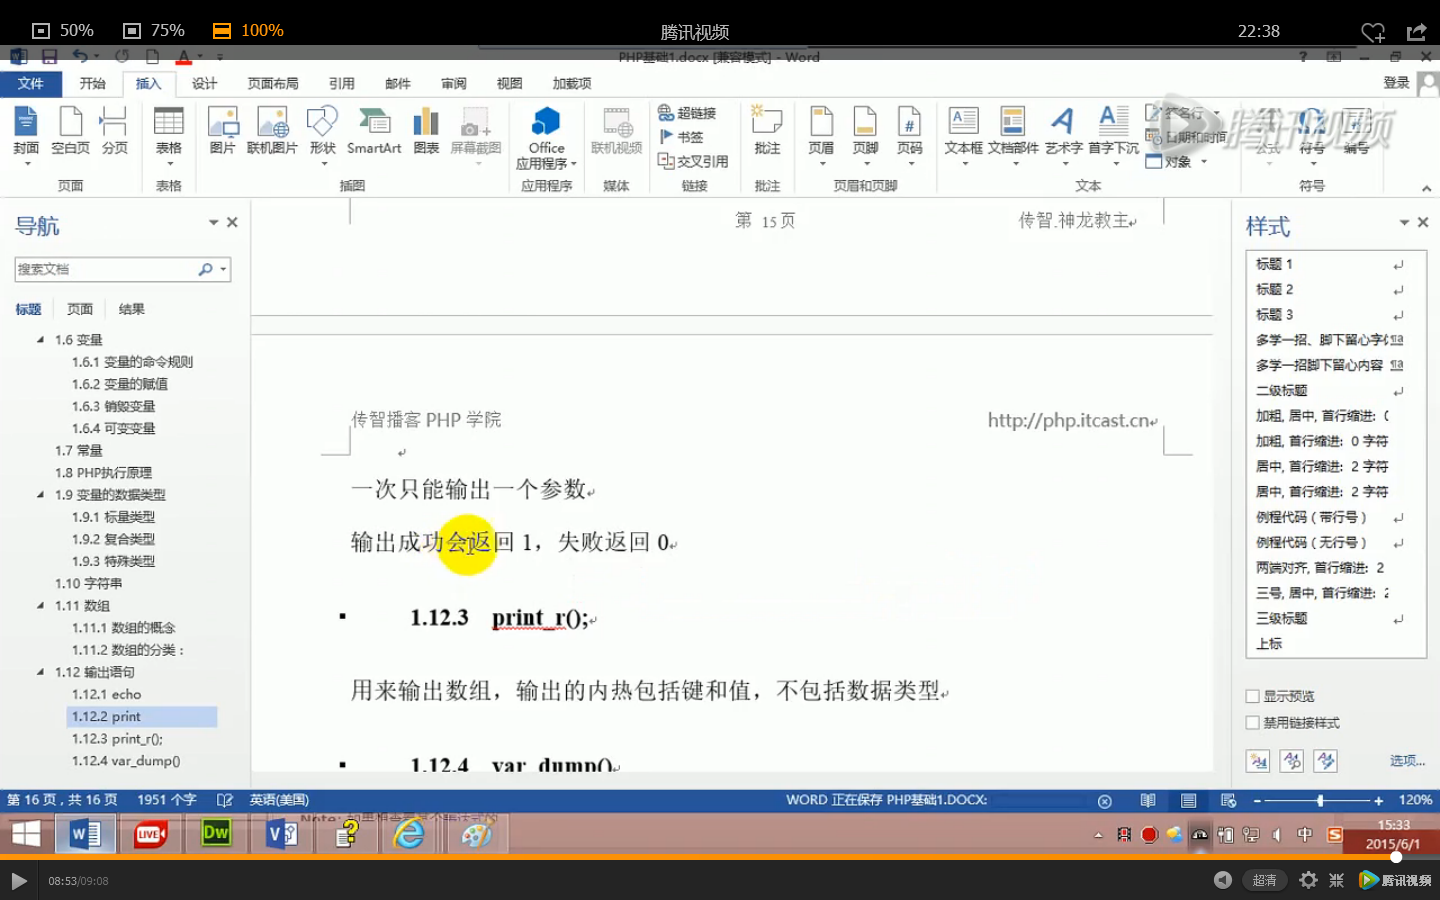 50% 75% 100% 腾讯视频 22:38
PHP基础1.docx [兼容模式] - Word
文件 开始 插入 设计 页面布局 引用 邮件 审阅 视图 加载项 登录
封面 空白页 分页 表格 图片 联机图片 形状 SmartArt 图表 屏幕截图 Office 应用程序 联机视频 超链接 书签 交叉引用 批注 页眉 页脚 页码 文本框 文档部件 艺术字 首字下沉 签名行 日期和时间 对象 公式 符号 编号
腾讯视频
页面 表格 插图 应用程序 媒体 链接 批注 页眉和页脚 文本 符号
导航
搜索文档
标题 页面 结果
1.6 变量
1.6.1 变量的命令规则
1.6.2 变量的赋值
1.6.3 销毁变量
1.6.4 可变变量
1.7 常量
1.8 PHP执行原理
1.9 变量的数据类型
1.9.1 标量类型
1.9.2 复合类型
1.9.3 特殊类型
1.10 字符串
1.11 数组
1.11.1 数组的概念
1.11.2 数组的分类：
1.12 输出语句
1.12.1 echo
1.12.2 print
1.12.3 print_r();
1.12.4 var_dump()
第 15 页 传智.神龙教主
传智播客 PHP 学院 http://php.itcast.cn
一次只能输出一个参数
输出成功会返回 1，失败返回 0
1.12.3 print_r();
用来输出数组，输出的内热包括键和值，不包括数据类型
1.12.4 var_dump()
样式
标题 1
标题 2
标题 3
多学一招、脚下留心字
多学一招脚下留心内容
二级标题
加粗, 居中, 首行缩进: 0
加粗, 首行缩进: 0 字符
居中, 首行缩进: 2 字符
居中, 首行缩进: 2 字符
例程代码（带行号）
例程代码（无行号）
两端对齐, 首行缩进: 2
三号, 居中, 首行缩进: 2
三级标题
上标
显示预览
禁用链接样式
选项...
第 16 页，共 16 页 1951 个字 英语(美国) WORD 正在保存 PHP基础1.DOCX: 120%
LIVE Dw 中 15:33
2015/6/1
08:53/09:08 超清 腾讯视频